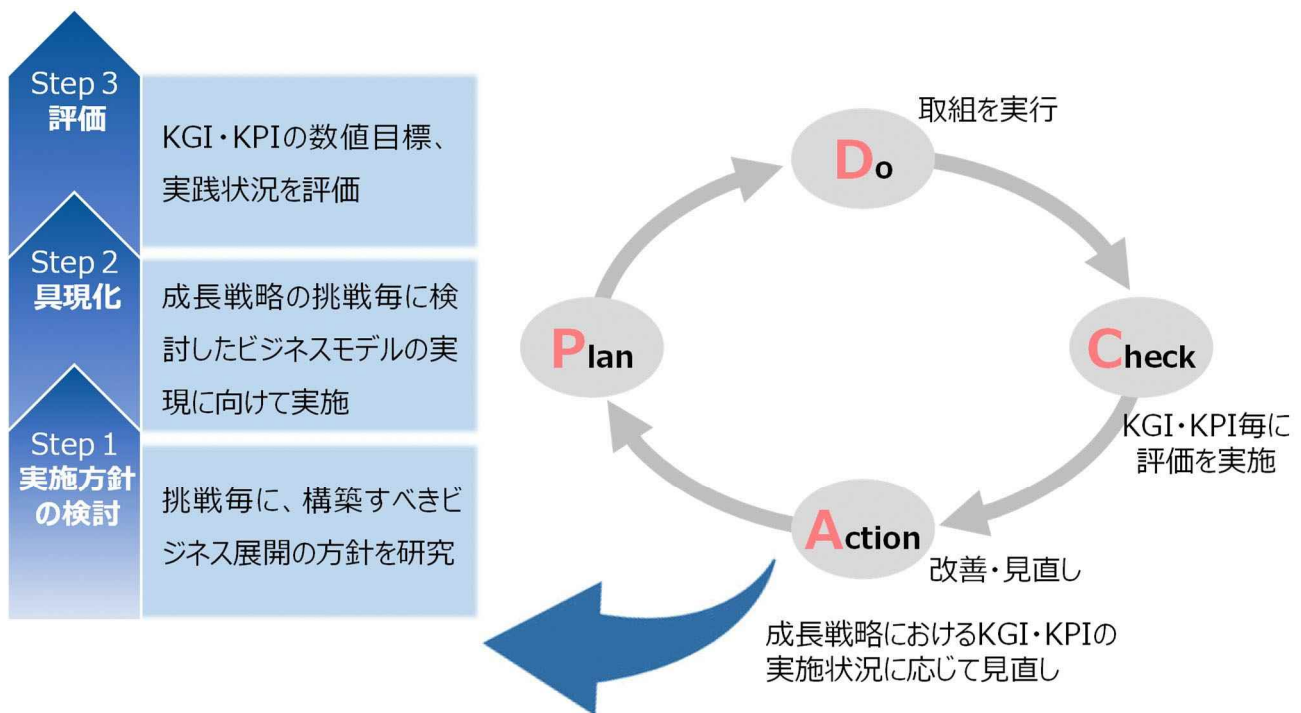 Step 3
評価
KGI・KPIの数値目標、
実践状況を評価
Step 2
具現化
成長戦略の挑戦毎に検
討したビジネスモデルの実
現に向けて実施
Step 1
実施方針
の検討
挑戦毎に、構築すべきビ
ジネス展開の方針を研究
取組を実行
Do
Plan
Check
KGI・KPI毎に
評価を実施
Action
改善・見直し
成長戦略におけるKGI・KPIの
実施状況に応じて見直し